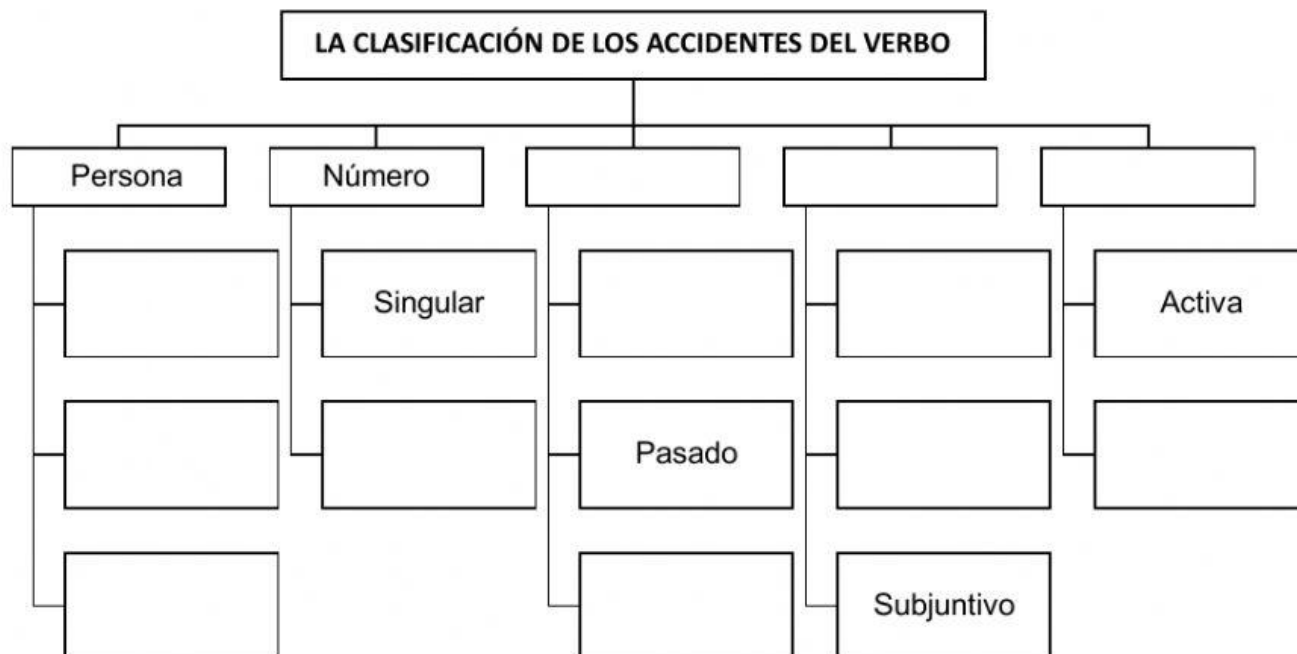 LA CLASIFICACIÓN DE LOS ACCIDENTES DEL VERBO
Persona
Número
Singular
Activa
Pasado
Subjuntivo